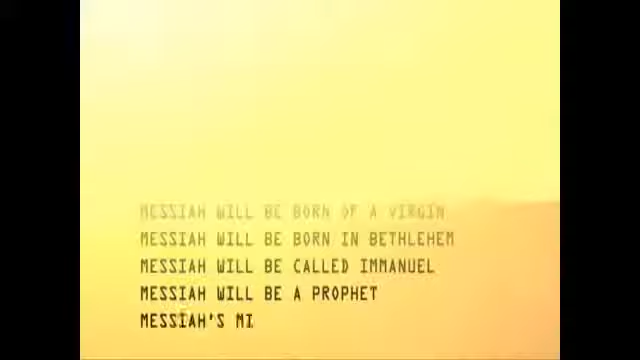 MESSIAH WILL BE BORN OF A VIRGIN
MESSIAH WILL BE BORN IN BETHLEHEM
MESSIAH WILL BE CALLED IMMANUEL
MESSIAH WILL BE A PROPHET
MESSIAH'S MI